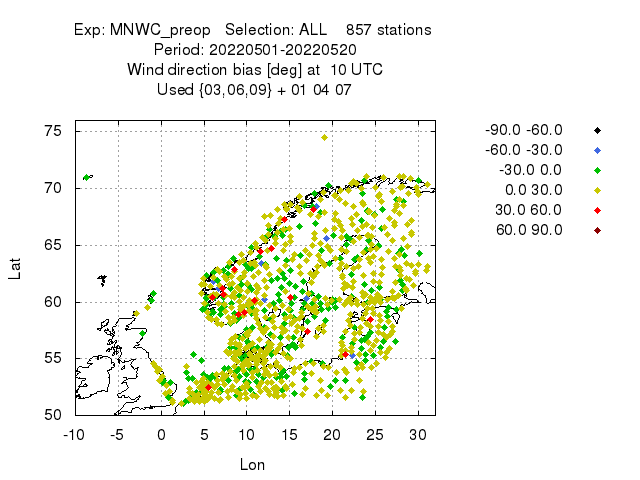 Exp: MNWC_preop   Selection: ALL    857 stations
Period: 20220501-20220520
Wind direction bias [deg] at  10 UTC
Used {03,06,09} + 01 04 07
-90.0 -60.0
-60.0 -30.0
-30.0 0.0
0.0 30.0
30.0 60.0
60.0 90.0
75
70
65
60
55
50
Lat
-10 -5 0 5 10 15 20 25 30
Lon